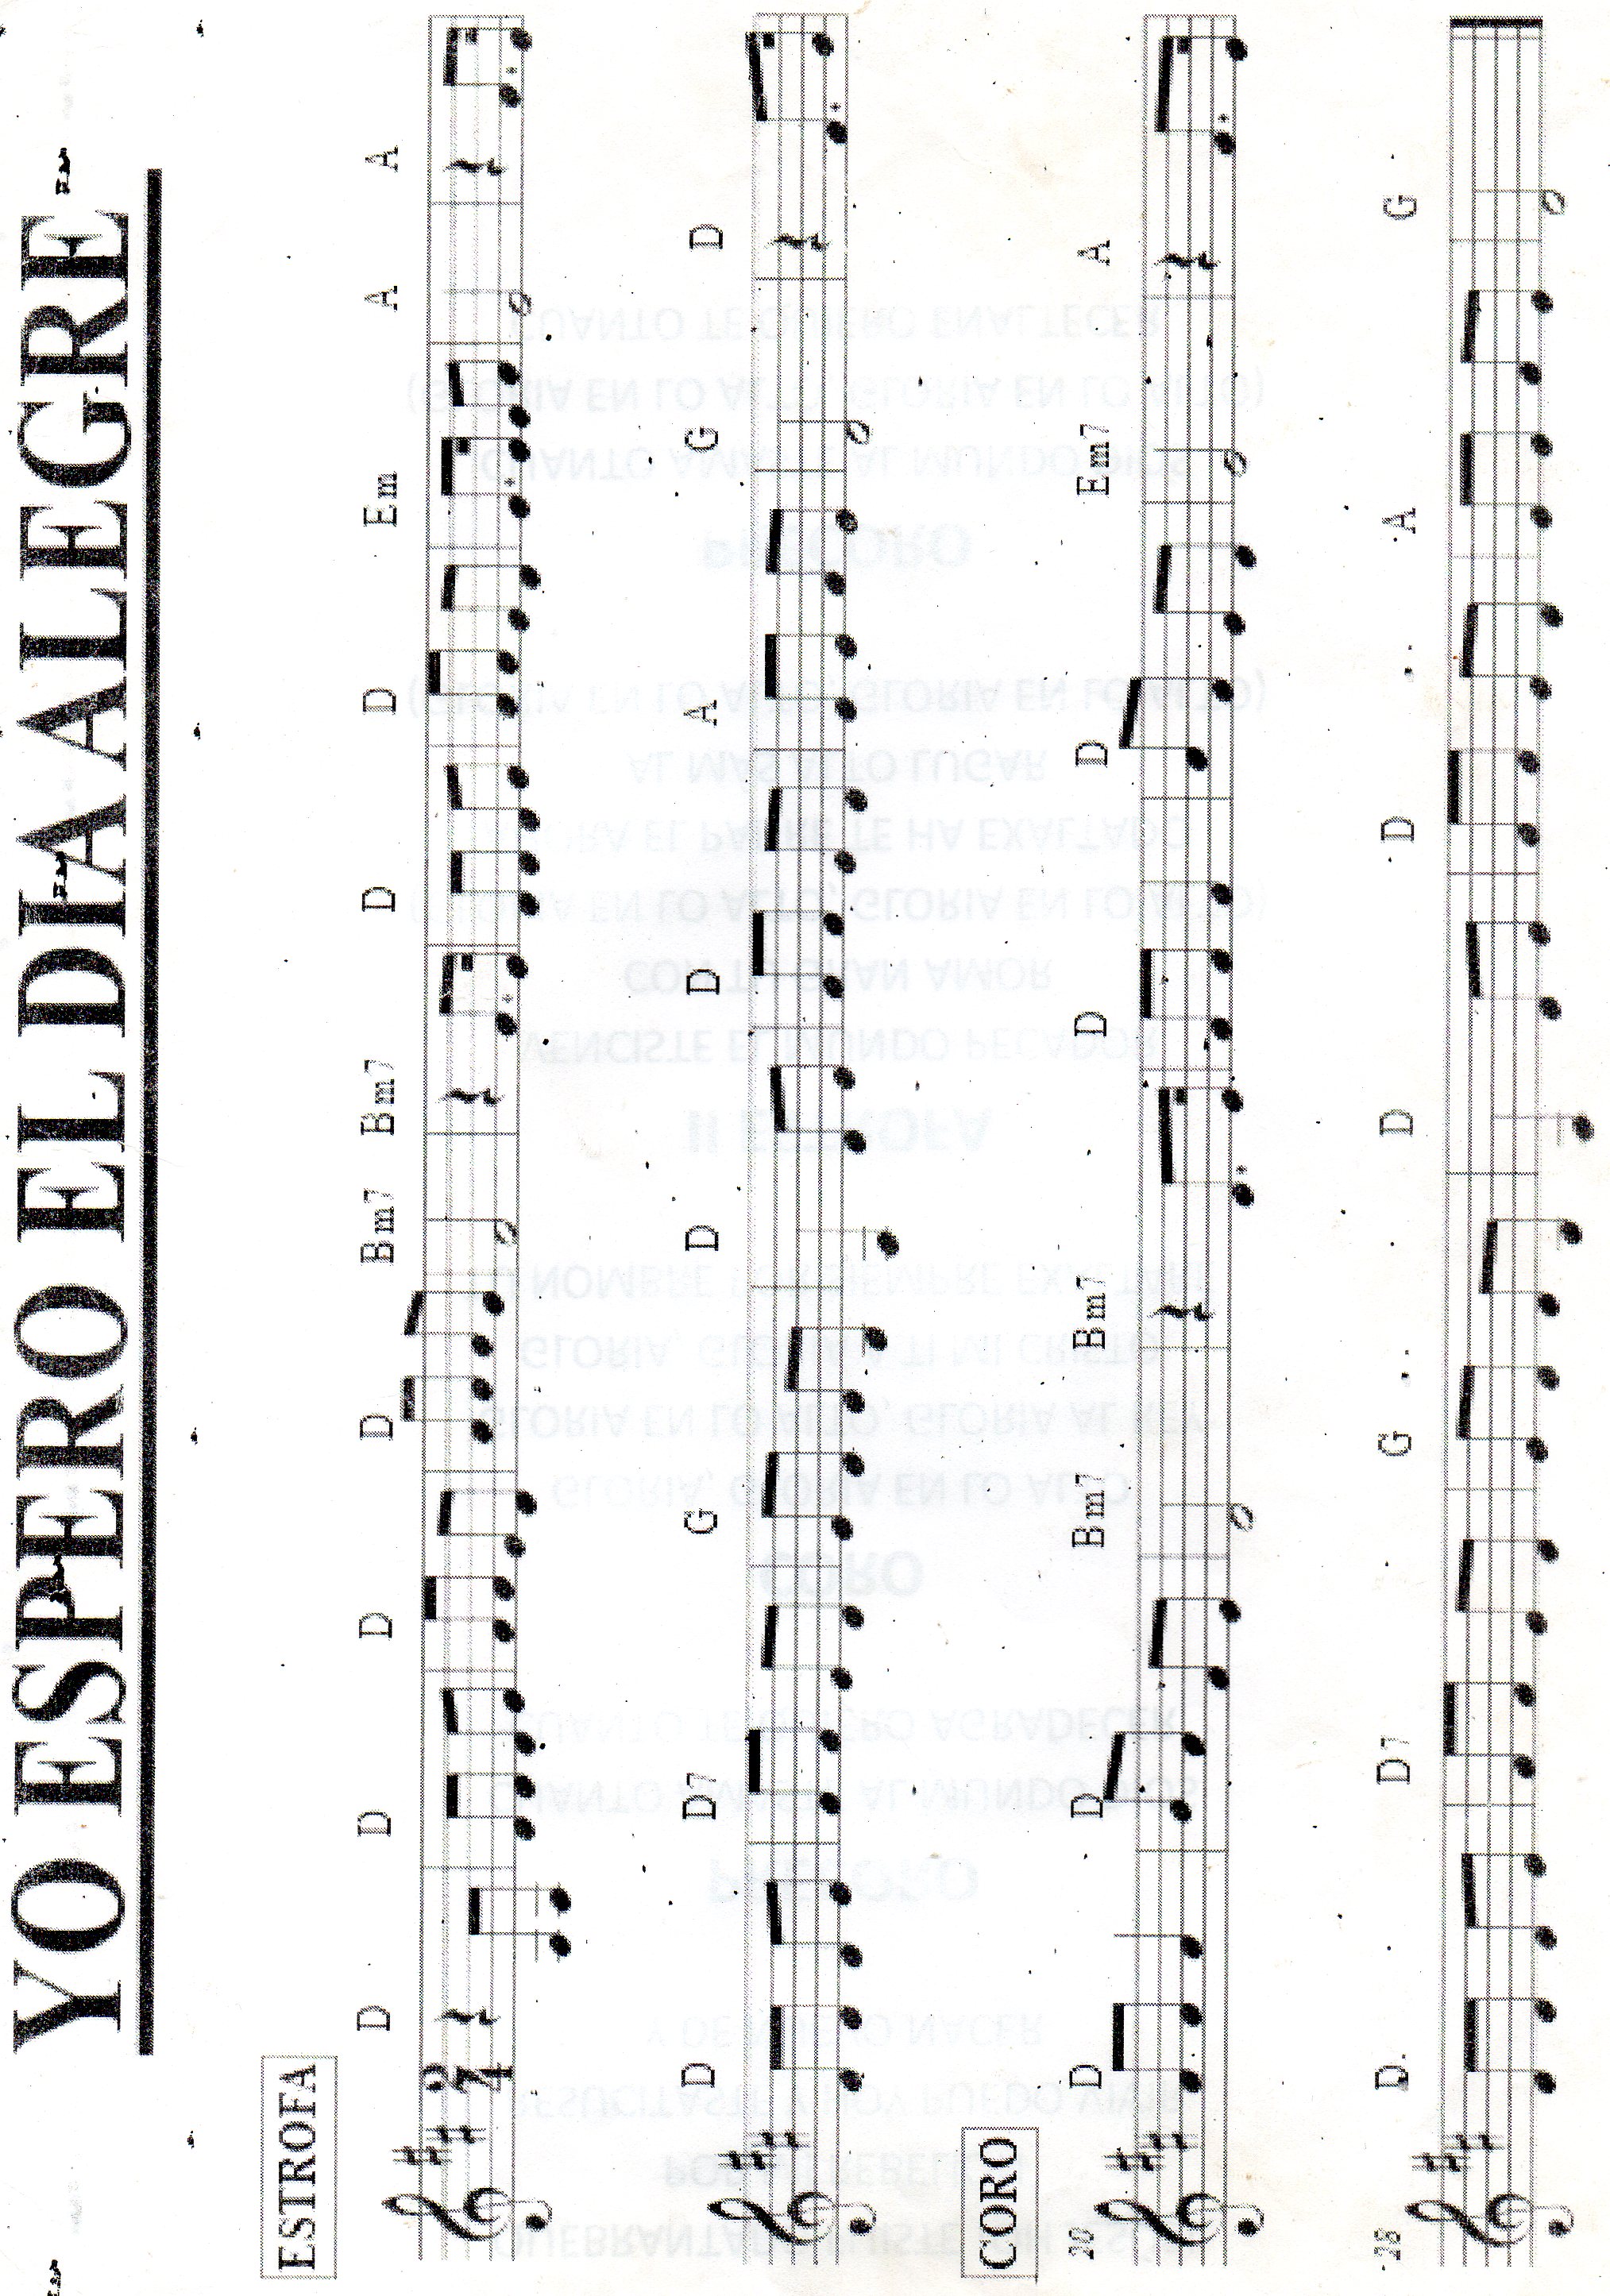 YO ESPERO EL DIA ALEGRE
ESTROFA
D D D D Bm7 Bm7 D D Em A A
2
4
D D7 G D D A G D
CORO
20 D D Bm7 Bm7 D D Em7 A
28 D D7 G D D A G